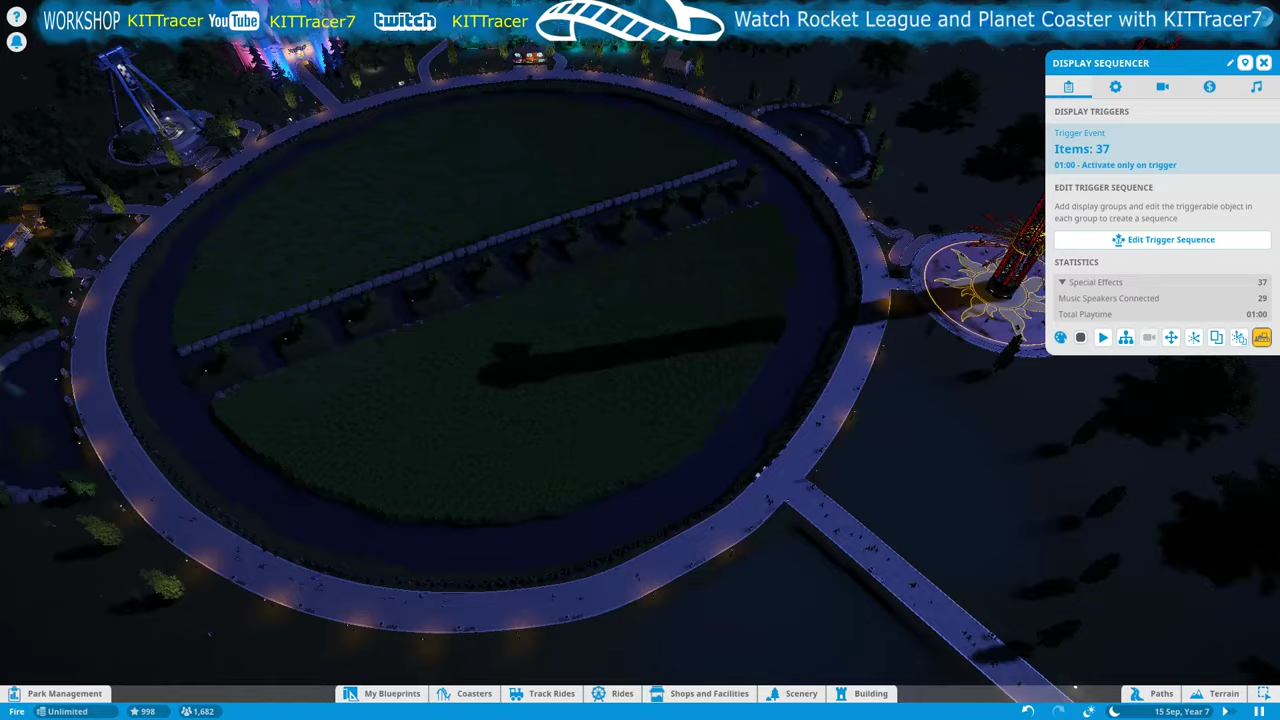 WORKSHOP KITTracer YouTube KITTracer7 twitch KITTracer Watch Rocket League and Planet Coaster with KITTracer7
DISPLAY SEQUENCER
DISPLAY TRIGGERS
Trigger Event
Items: 37
01:00 - Activate only on trigger
EDIT TRIGGER SEQUENCE
Add display groups and edit the triggerable object in
each group to create a sequence
Edit Trigger Sequence
STATISTICS
Special Effects 37
Music Speakers Connected 29
Total Playtime 01:00
Park Management My Blueprints Coasters Track Rides Rides Shops and Facilities Scenery Building Paths Terrain
Fire Unlimited 998 1,682 15 Sep, Year 7